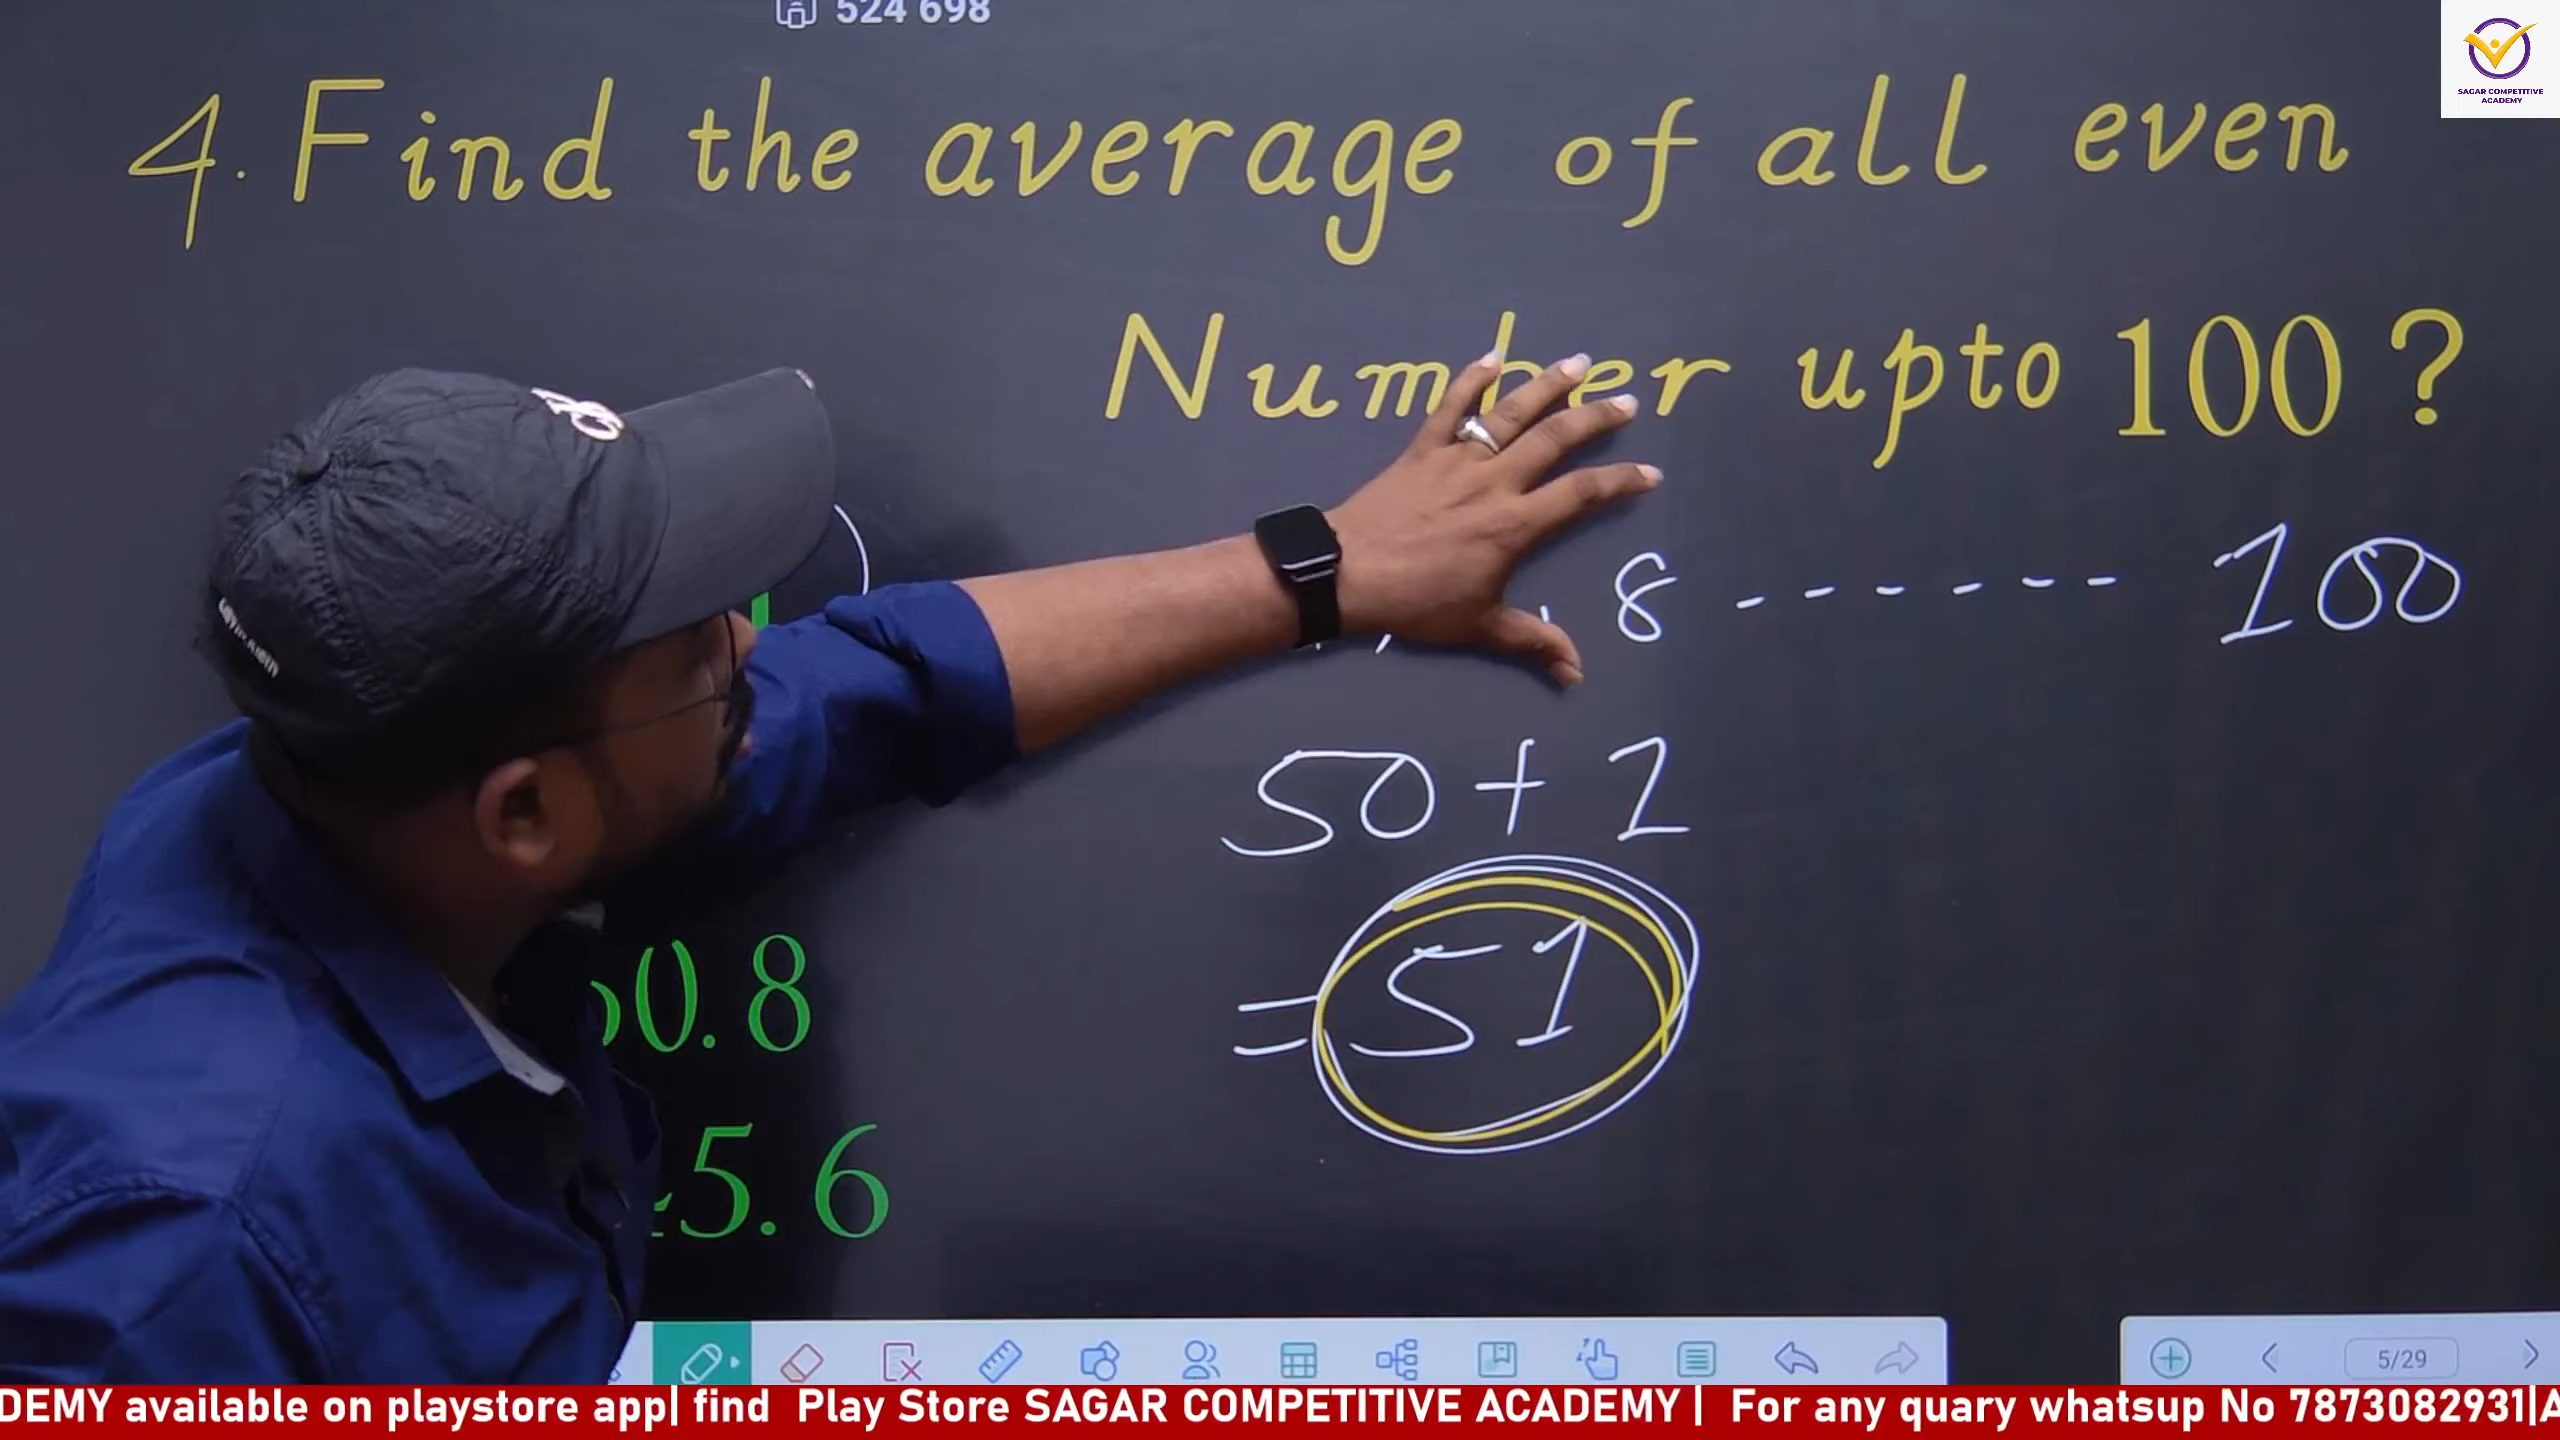 524 698
SAGAR COMPETITIVE
ACADEMY
4. Find the average of all even
Number upto 100 ?
8 ------ 100
50 + 1
= 51
0.8
5.6
5/29
DEMY available on playstore app| find Play Store SAGAR COMPETITIVE ACADEMY | For any quary whatsup No 7873082931|A